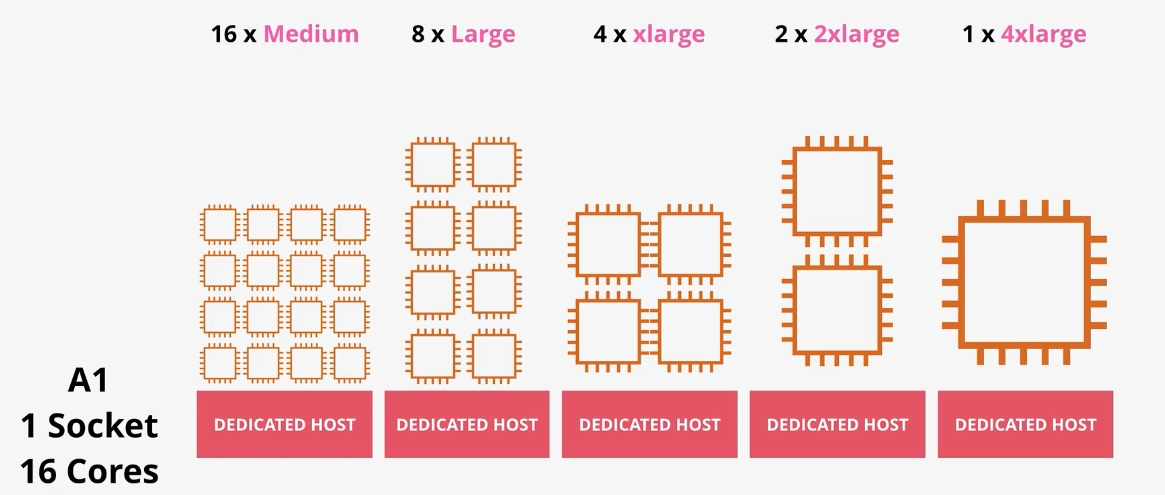 16 x Medium
8 x Large
4 x xlarge
2 x 2xlarge
1 x 4xlarge
A1
1 Socket
16 Cores
DEDICATED HOST
DEDICATED HOST
DEDICATED HOST
DEDICATED HOST
DEDICATED HOST